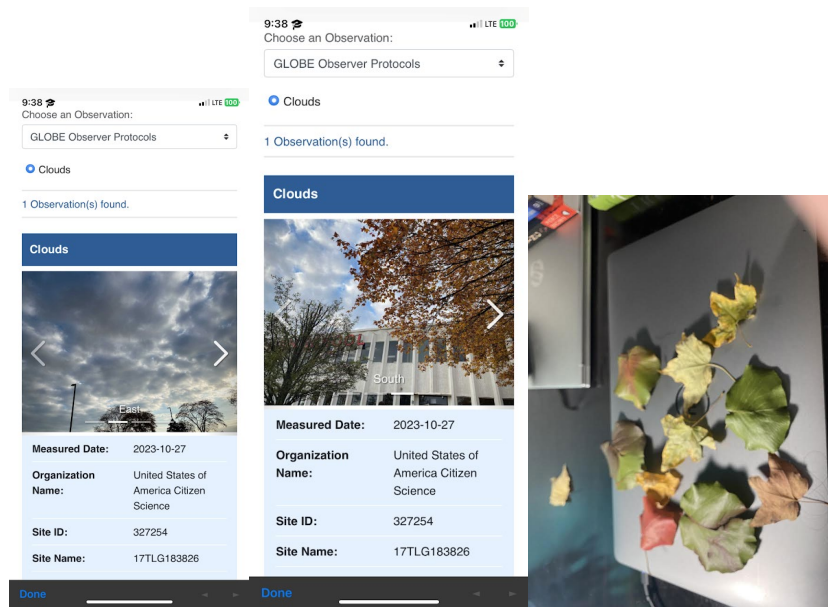 9:38
LTE 100
Choose an Observation:
GLOBE Observer Protocols
Clouds
1 Observation(s) found.
Clouds
East
Measured Date: 2023-10-27
Organization Name: United States of
America Citizen
Science
Site ID: 327254
Site Name: 17TLG183826
Done
9:38
LTE 100
Choose an Observation:
GLOBE Observer Protocols
Clouds
1 Observation(s) found.
Clouds
South
Measured Date: 2023-10-27
Organization Name: United States of
America Citizen
Science
Site ID: 327254
Site Name: 17TLG183826
Done